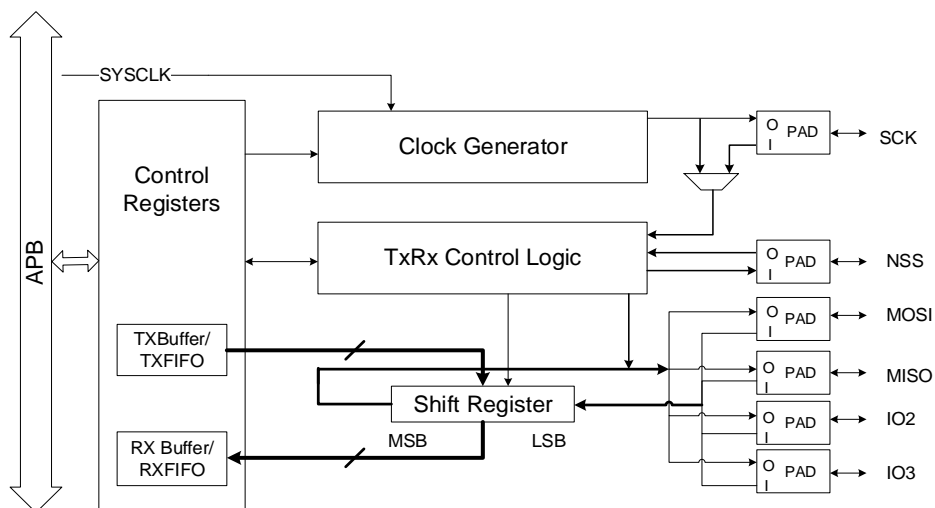 SYSCLK
APB
Control
Registers
Clock Generator
O
I
PAD
SCK
TxRx Control Logic
O
I
PAD
NSS
TXBuffer/
TXFIFO
O
I
PAD
MOSI
O
I
PAD
MISO
Shift Register
MSB
LSB
O
I
PAD
IO2
RX Buffer/
RXFIFO
O
I
PAD
IO3